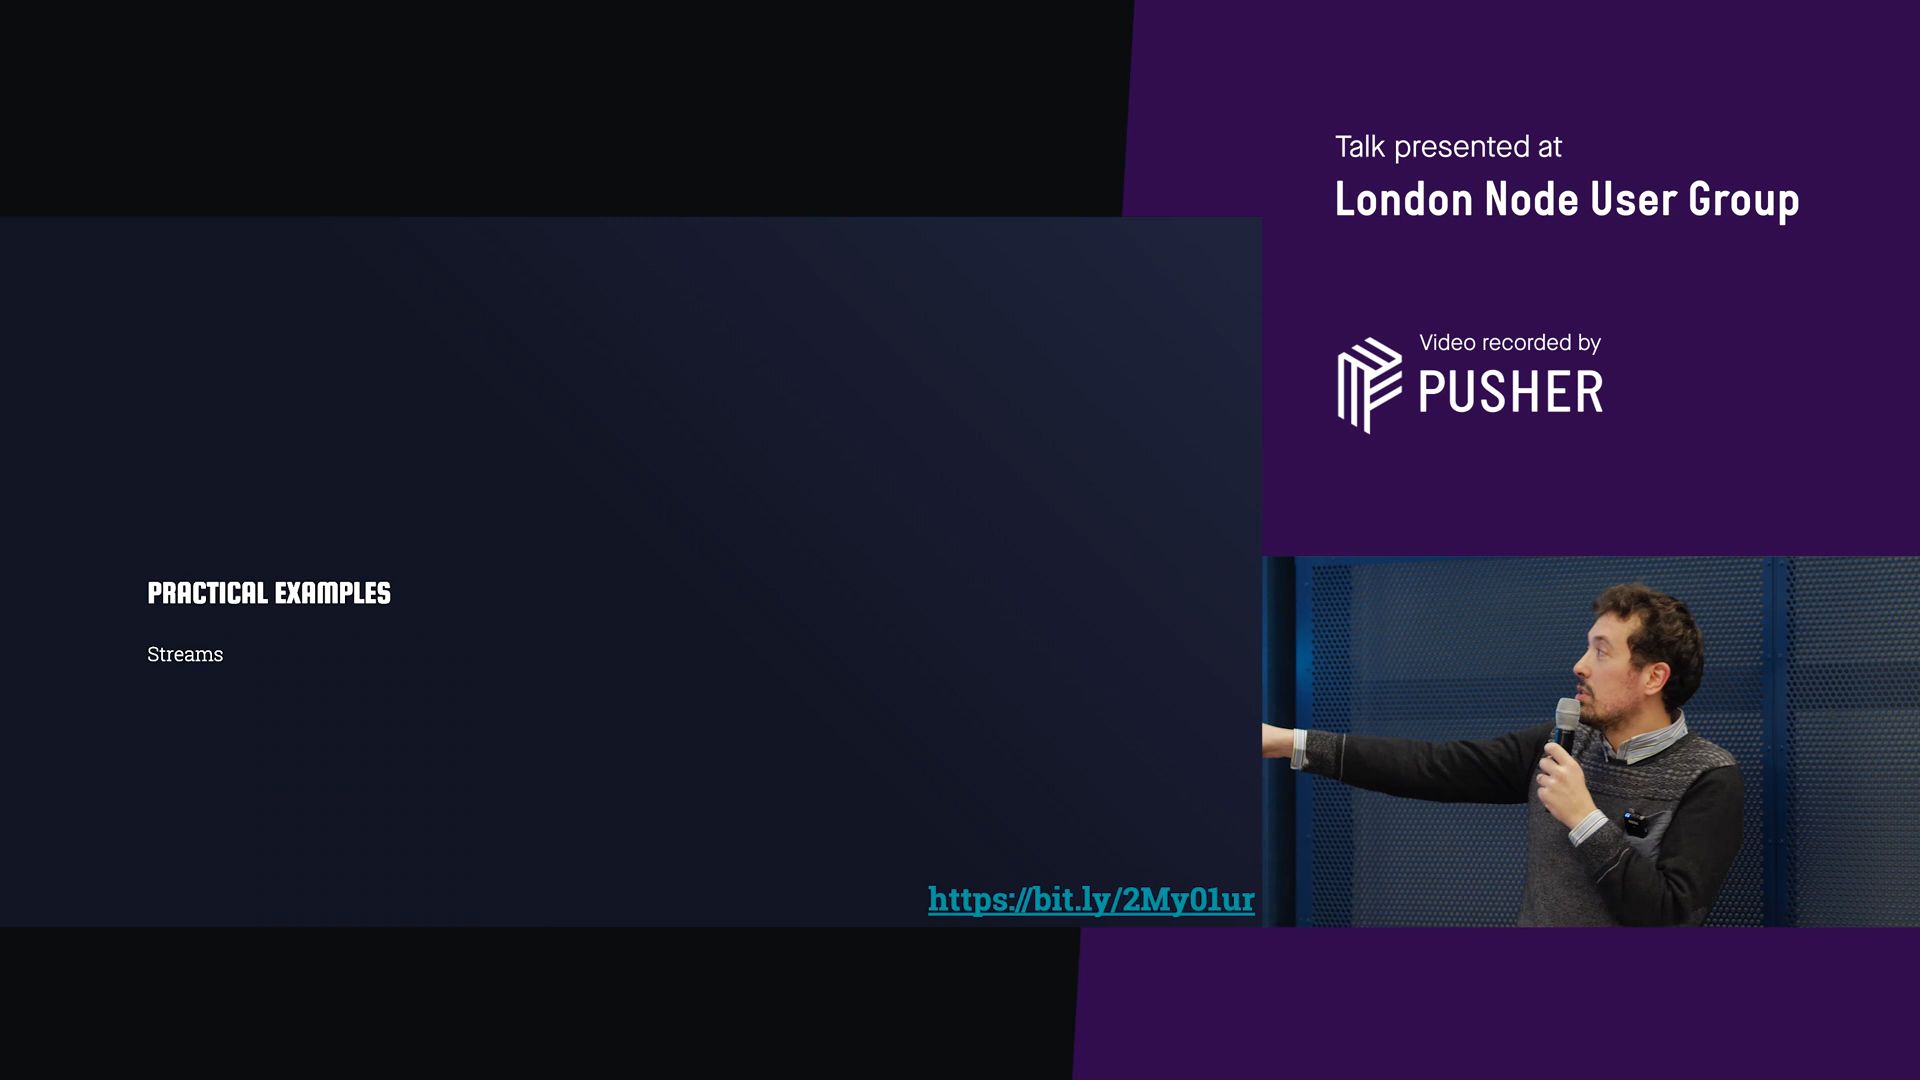 Talk presented at
London Node User Group
Video recorded by
PUSHER
PRACTICAL EXAMPLES
Streams
https://bit.ly/2My01ur